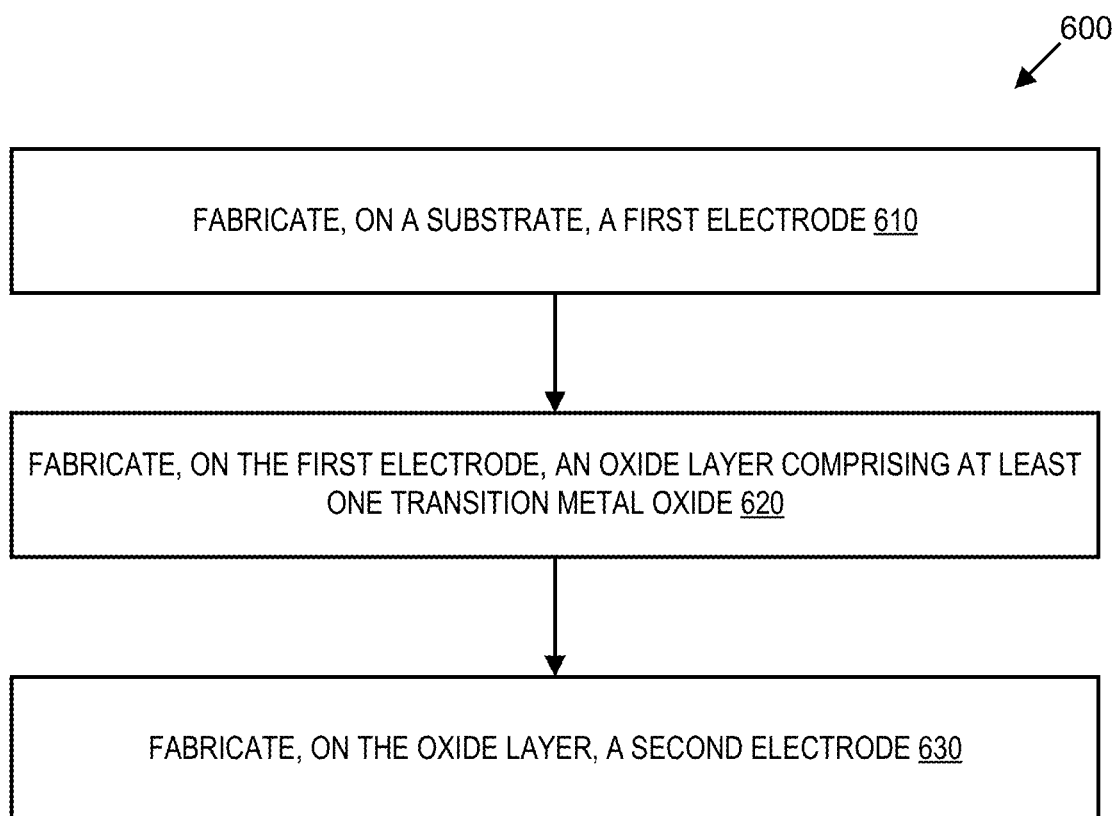 600
FABRICATE, ON A SUBSTRATE, A FIRST ELECTRODE 610
FABRICATE, ON THE FIRST ELECTRODE, AN OXIDE LAYER COMPRISING AT LEAST
ONE TRANSITION METAL OXIDE 620
FABRICATE, ON THE OXIDE LAYER, A SECOND ELECTRODE 630